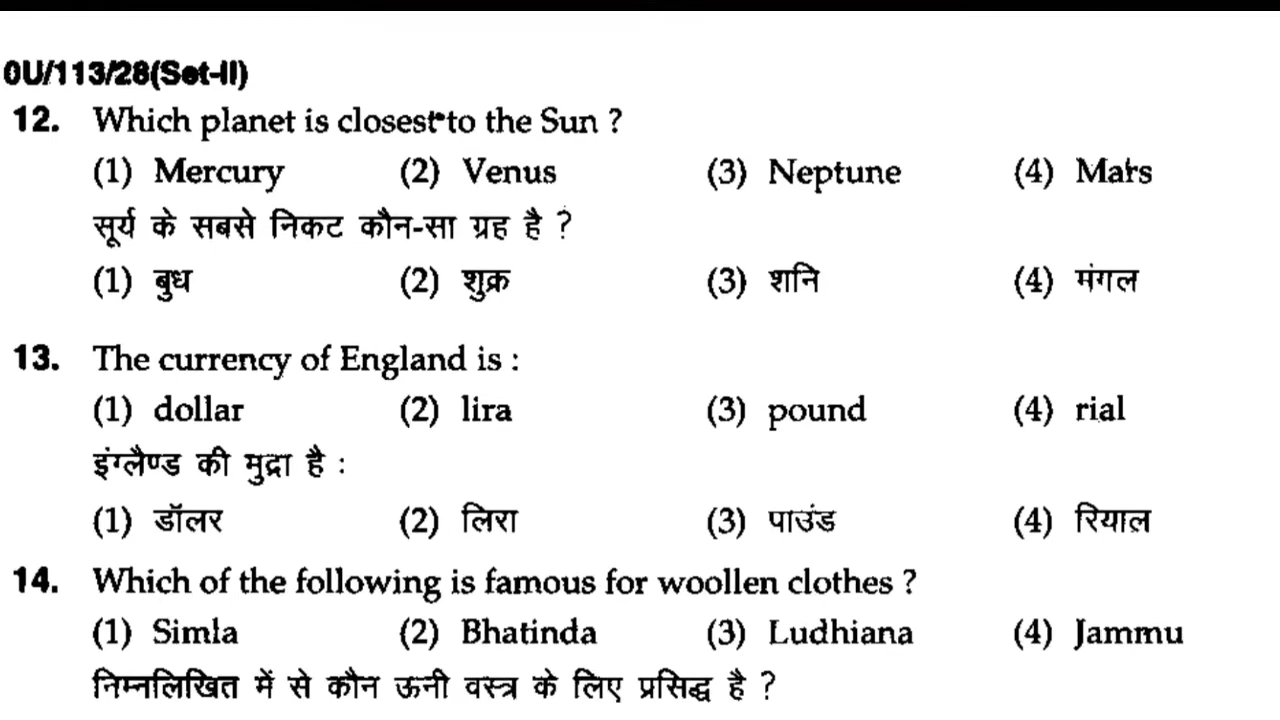 0U/113/28(Set-II)
12. Which planet is closest to the Sun ?
(1) Mercury (2) Venus (3) Neptune (4) Mars
सूर्य के सबसे निकट कौन-सा ग्रह है ?
(1) बुध (2) शुक्र (3) शनि (4) मंगल
13. The currency of England is :
(1) dollar (2) lira (3) pound (4) rial
इंग्लैण्ड की मुद्रा है :
(1) डॉलर (2) लिरा (3) पाउंड (4) रियाल
14. Which of the following is famous for woollen clothes ?
(1) Simla (2) Bhatinda (3) Ludhiana (4) Jammu
निम्नलिखित में से कौन ऊनी वस्त्र के लिए प्रसिद्ध है ?